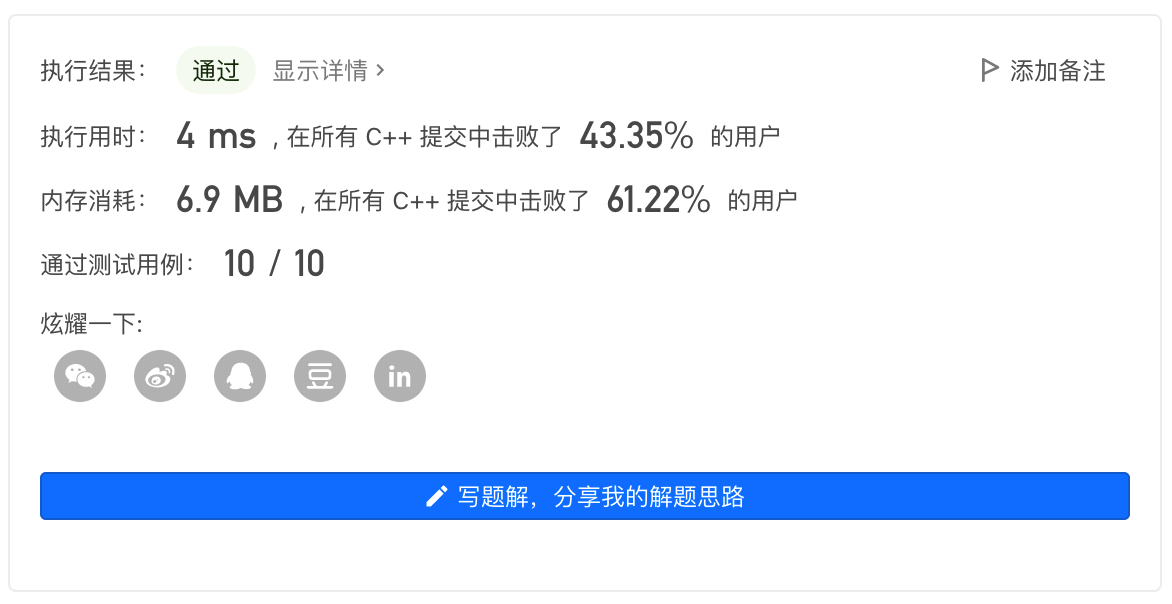 执行结果： 通过 显示详情 › 添加备注
执行用时： 4 ms , 在所有 C++ 提交中击败了 43.35% 的用户
内存消耗： 6.9 MB , 在所有 C++ 提交中击败了 61.22% 的用户
通过测试用例： 10 / 10
炫耀一下:
豆 in
写题解，分享我的解题思路